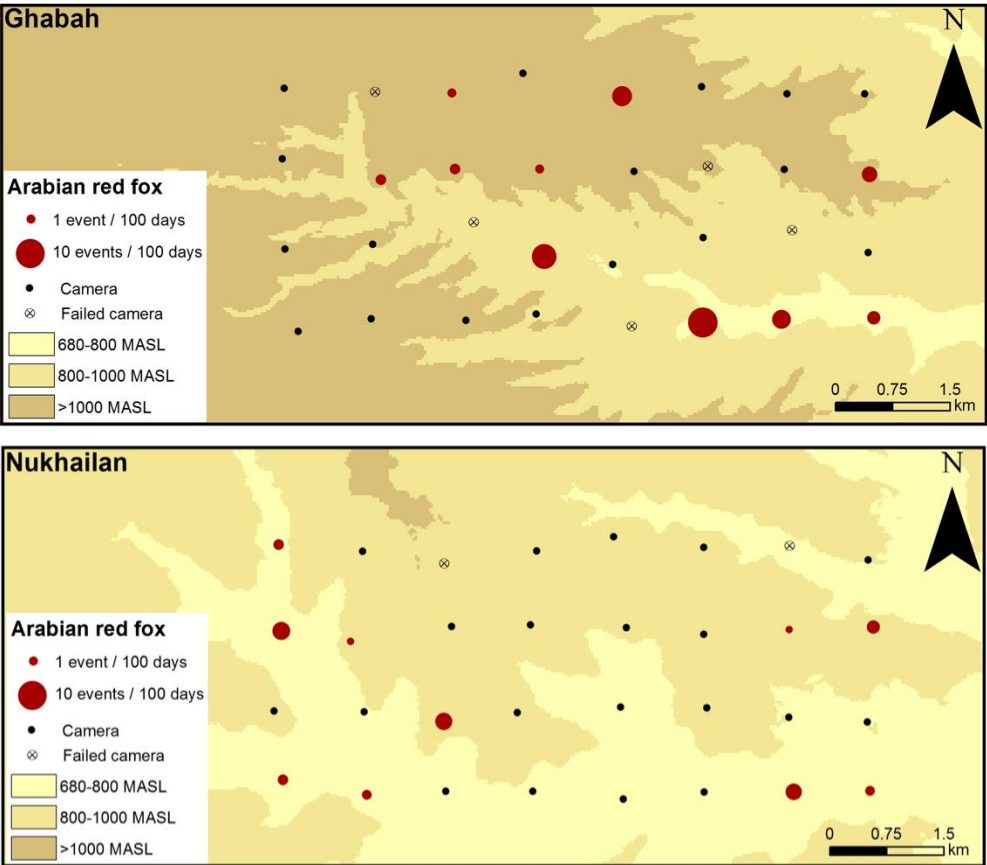 Ghabah
N
Arabian red fox
1 event / 100 days
10 events / 100 days
Camera
Failed camera
680-800 MASL
800-1000 MASL
>1000 MASL
0 0.75 1.5
km
Nukhailan
N
Arabian red fox
1 event / 100 days
10 events / 100 days
Camera
Failed camera
680-800 MASL
800-1000 MASL
>1000 MASL
0 0.75 1.5
km